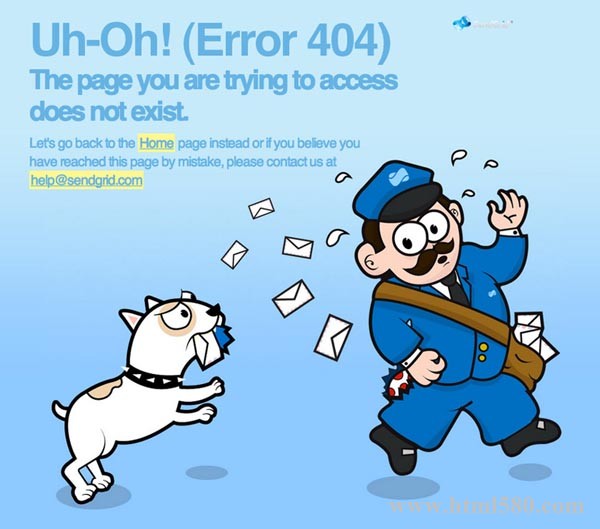 Uh-Oh! (Error 404)
The page you are trying to access
does not exist.
Let's go back to the Home page instead or if you believe you
have reached this page by mistake, please contact us at
help@sendgrid.com
www.html580.com